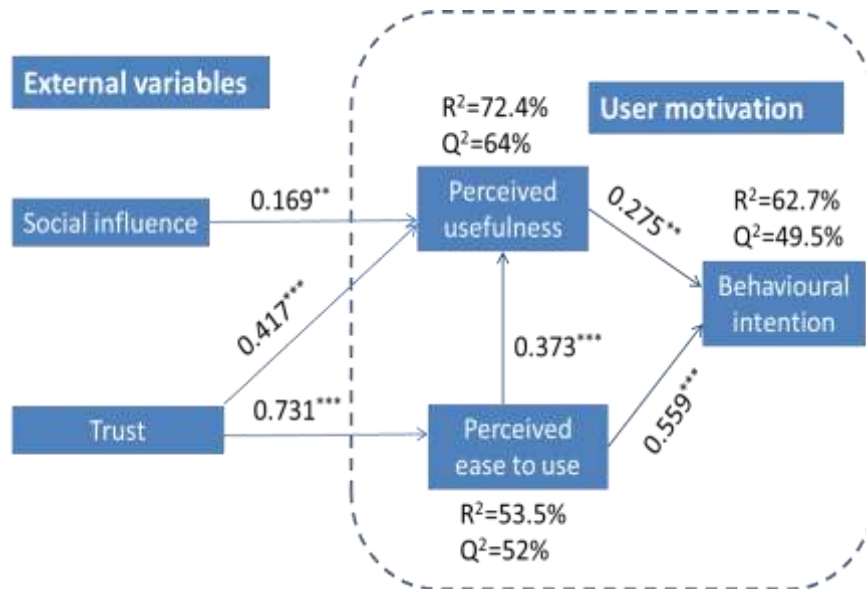 External variables
User motivation
R²=72.4%
Q²=64%
Perceived
usefulness
Social influence
0.169**
0.417***
0.275**
R²=62.7%
Q²=49.5%
Behavioural
intention
0.373***
0.559***
Trust
0.731***
Perceived
ease to use
R²=53.5%
Q²=52%